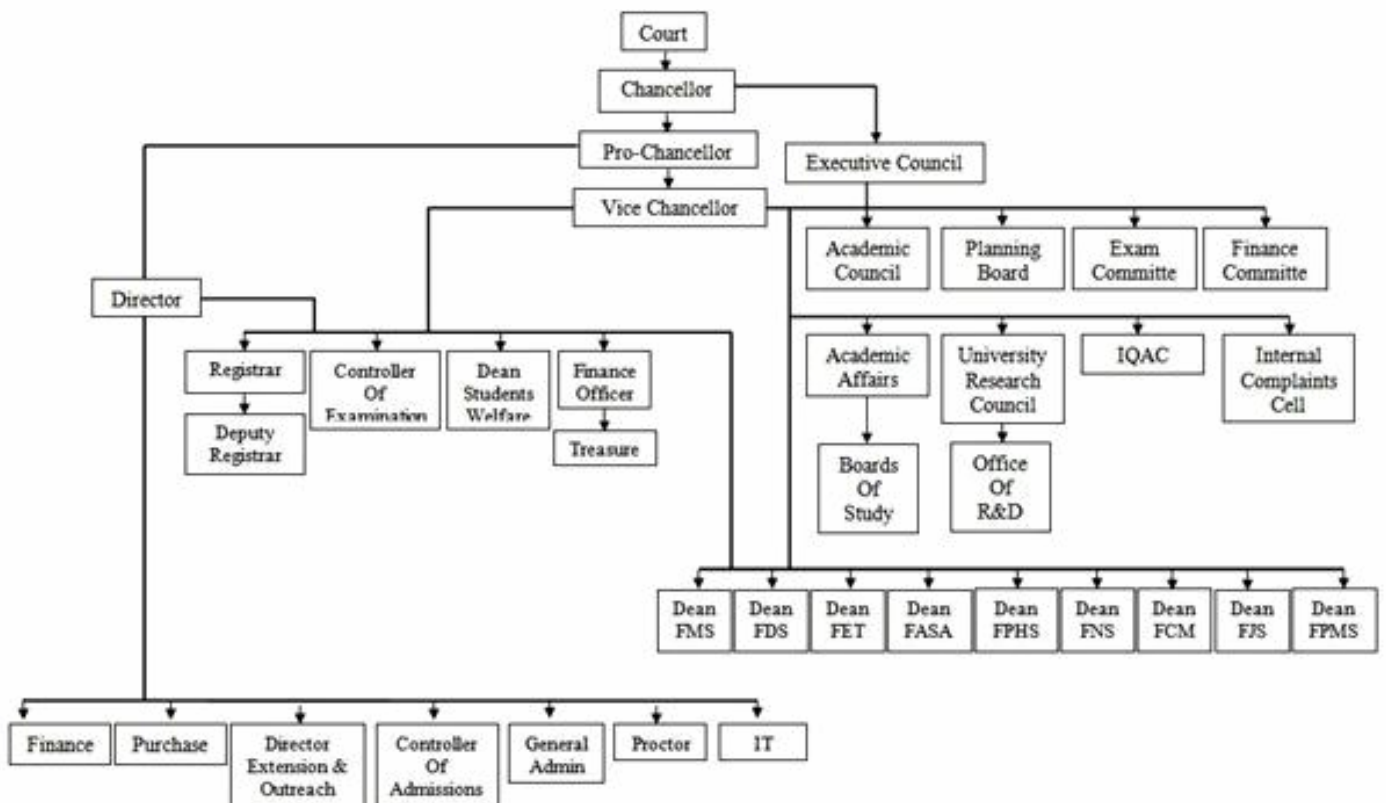 Court
Chancellor
Pro-Chancellor
Executive Council
Vice Chancellor
Academic
Council
Planning
Board
Exam
Committe
Finance
Committe
Director
Registrar
Controller
Of
Examination
Dean
Students
Welfare
Finance
Officer
Academic
Affairs
University
Research
Council
IQAC
Internal
Complaints
Cell
Deputy
Registrar
Treasure
Boards
Of
Study
Office
Of
R&D
Dean
FMS
Dean
FDS
Dean
FET
Dean
FASA
Dean
FPHS
Dean
FNS
Dean
FCM
Dean
FJS
Dean
FPMS
Finance
Purchase
Director
Extension &
Outreach
Controller
Of
Admissions
General
Admin
Proctor
IT